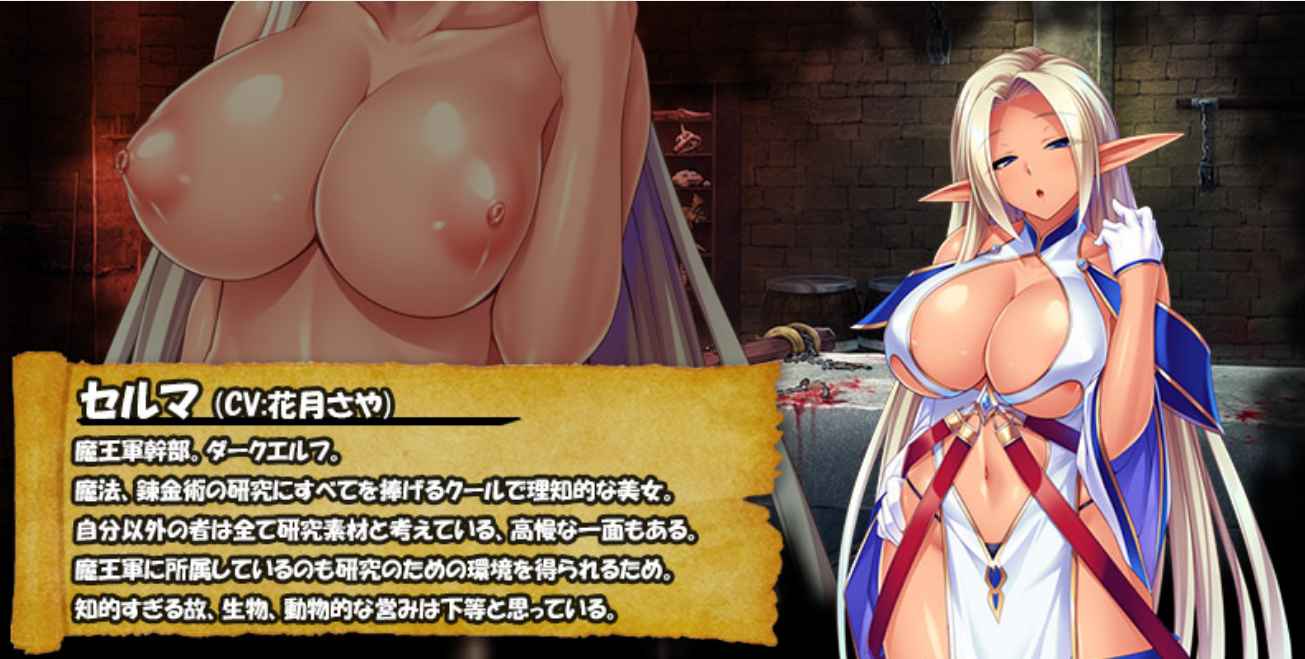 セルマ (CV:花月さや)
魔王軍幹部。ダークエルフ。
魔法、錬金術の研究にすべてを捧げるクールで理知的な美女。
自分以外の者は全て研究素材と考えている、高慢な一面もある。
魔王軍に所属しているのも研究のための環境を得られるため。
知的すぎる故、生物、動物的な営みは下等と思っている。